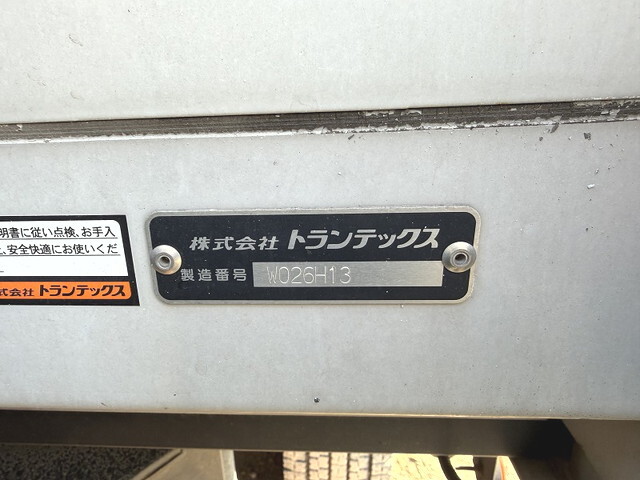 株式会社 トランテックス
製造番号 W026H13
明書に従い点検、お手入
、安全快適にお使いくだ
式会社 トランテックス